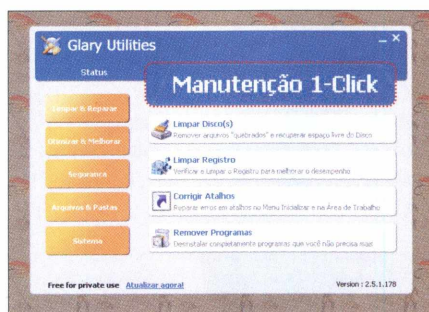 Glary Utilities
Status
Manutenção 1-Click
Limpar & Reparar
Limpar Disco(s)
Remover arquivos "quebrados" e recuperar espaço livre do Disco
Otimizar & Melhorar
Limpar Registro
Verificar e Limpar o Registro para melhorar o desempenho
Segurança
Corrigir Atalhos
Reparar erros em atalhos no Menu Inicializar e na Área de Trabalho
Arquivos & Pastas
Remover Programas
Desinstalar completamente programas que você não precisa mais
Sistema
Free for private use Atualizar agora!
Version : 2.5.1.178